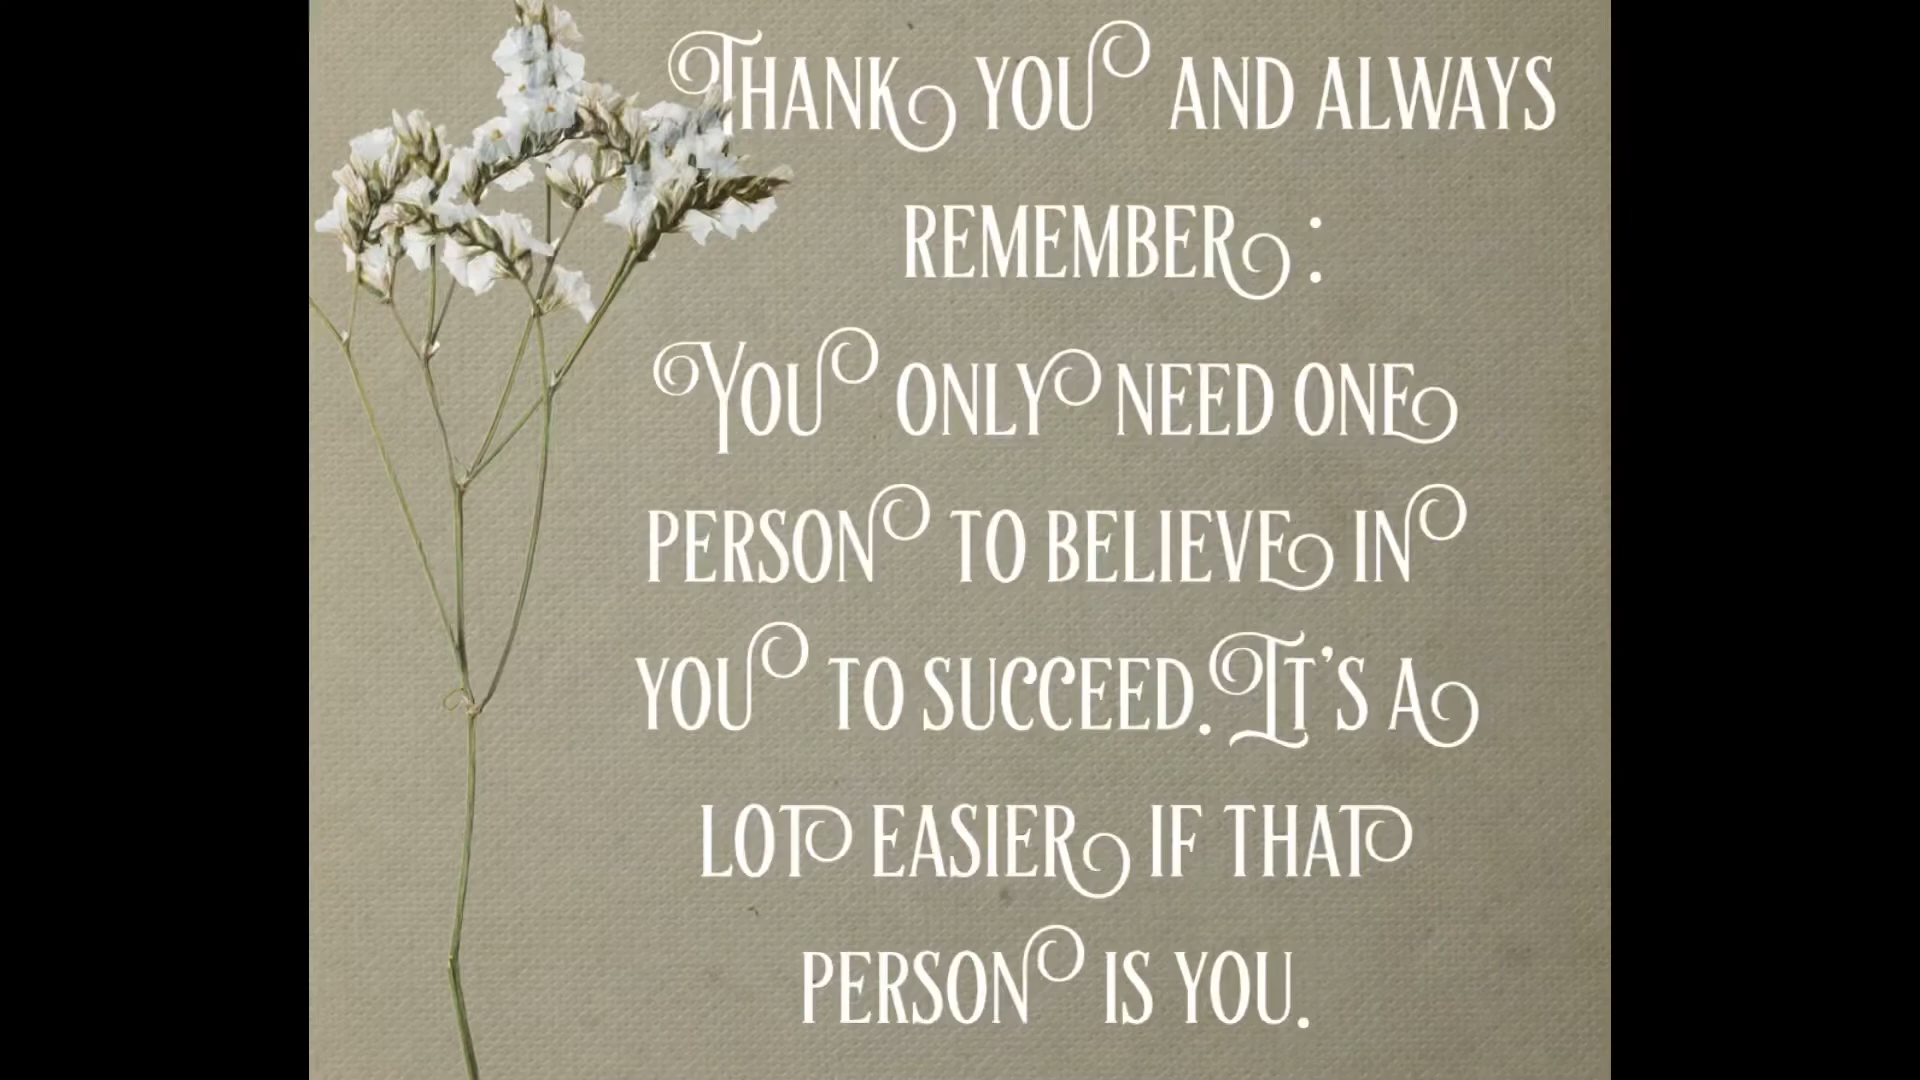 Thank you and always
remember :
You only need one
person to believe in
you to succeed. It's a
lot easier if that
person is you.